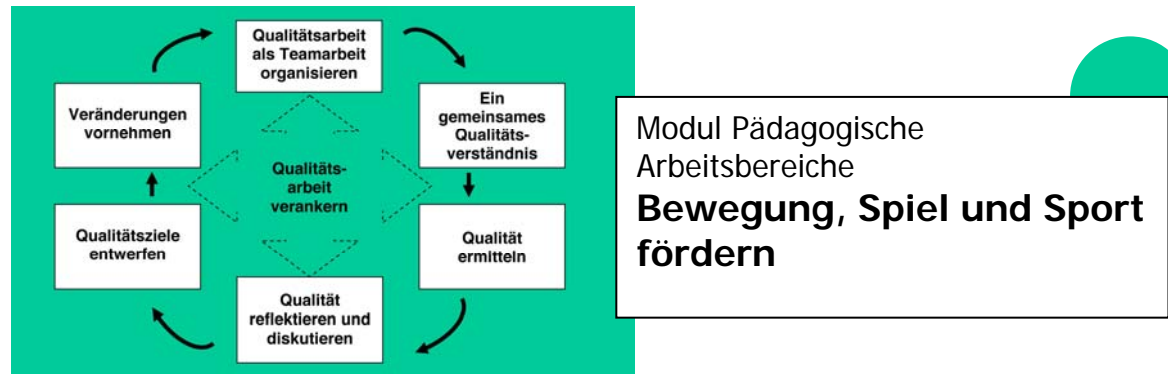 Qualitätsarbeit
als Teamarbeit
organisieren
Ein
gemeinsames
Qualitäts-
verständnis
Qualität
ermitteln
Qualität
reflektieren und
diskutieren
Qualitätsziele
entwerfen
Veränderungen
vornehmen
Qualitäts-
arbeit
verankern
Modul Pädagogische
Arbeitsbereiche
Bewegung, Spiel und Sport
fördern